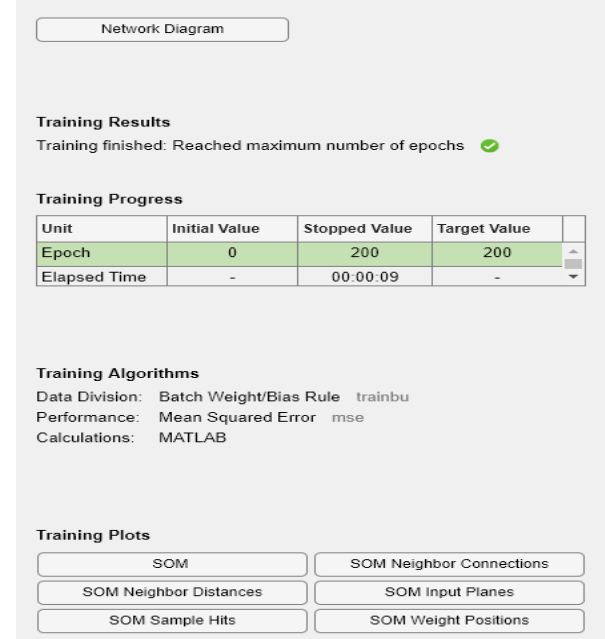 Network Diagram
Training Results
Training finished: Reached maximum number of epochs
Training Progress
Unit Initial Value Stopped Value Target Value
Epoch 0 200 200
Elapsed Time - 00:00:09 -
Training Algorithms
Data Division: Batch Weight/Bias Rule trainbu
Performance: Mean Squared Error mse
Calculations: MATLAB
Training Plots
SOM SOM Neighbor Connections
SOM Neighbor Distances SOM Input Planes
SOM Sample Hits SOM Weight Positions